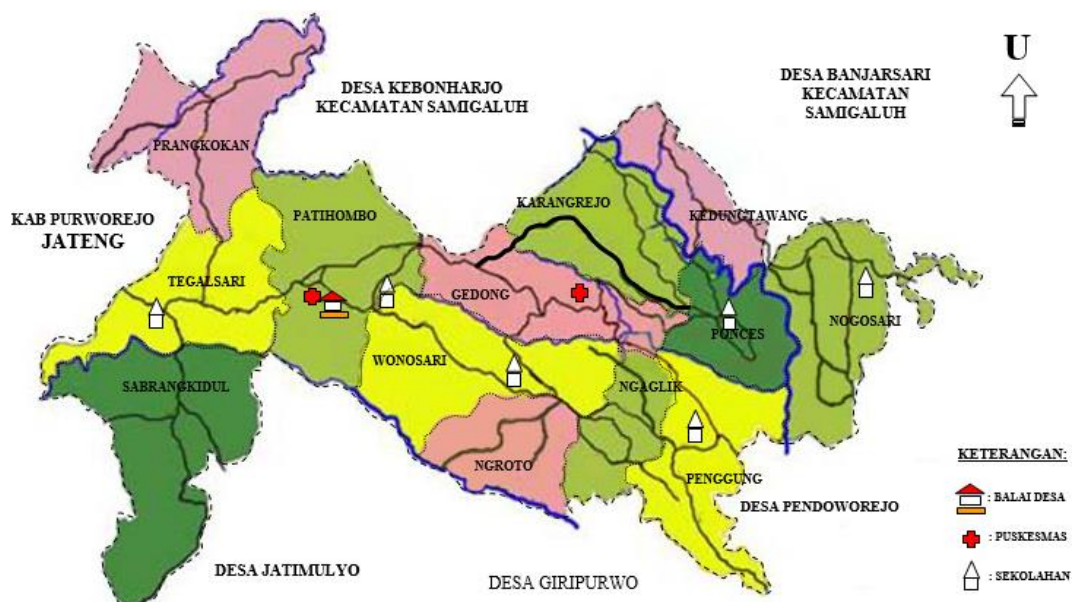 U
DESA KEBONHARJO
KECAMATAN SAMIGALUH
DESA BANJARSARI
KECAMATAN
SAMIGALUH
PRANGKOKAN
KAB PURWOREJO
JATENG
PATIHOMBO
KARANGREJO
KEDUNGTAWANG
TEGALSARI
GEDONG
NOGOSARI
PONCES
WONOSARI
SABRANGKIDUL
NGAGLIK
NGROTO
PENGGUNG
DESA PENDOWOREJO
DESA JATIMULYO
DESA GIRIPURWO
KETERANGAN:
: BALAI DESA
: PUSKESMAS
: SEKOLAHAN